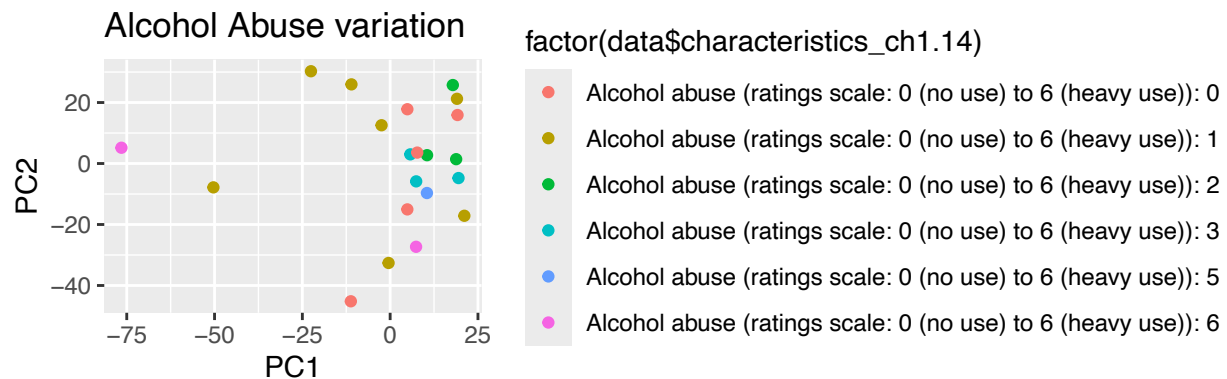 Alcohol Abuse variation
20
0
−20
−40
PC2
−75 −50 −25 0 25
PC1
factor(data$characteristics_ch1.14)
Alcohol abuse (ratings scale: 0 (no use) to 6 (heavy use)): 0
Alcohol abuse (ratings scale: 0 (no use) to 6 (heavy use)): 1
Alcohol abuse (ratings scale: 0 (no use) to 6 (heavy use)): 2
Alcohol abuse (ratings scale: 0 (no use) to 6 (heavy use)): 3
Alcohol abuse (ratings scale: 0 (no use) to 6 (heavy use)): 5
Alcohol abuse (ratings scale: 0 (no use) to 6 (heavy use)): 6